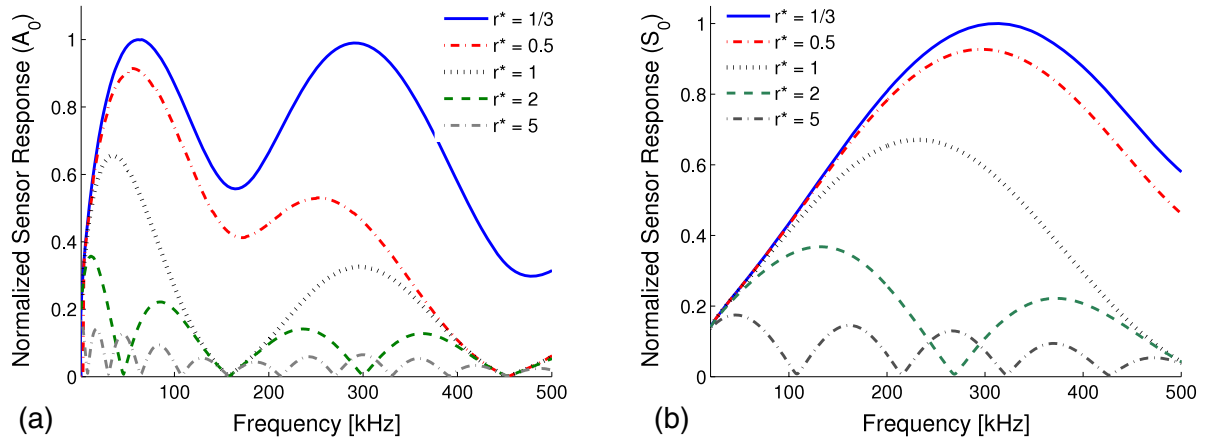 Normalized Sensor Response (A_0)
1
0.8
0.6
0.4
0.2
0
100
200
300
400
500
Frequency [kHz]
r* = 1/3
r* = 0.5
r* = 1
r* = 2
r* = 5
(a)
Normalized Sensor Response (S_0)
1
0.8
0.6
0.4
0.2
0
100
200
300
400
500
Frequency [kHz]
r* = 1/3
r* = 0.5
r* = 1
r* = 2
r* = 5
(b)